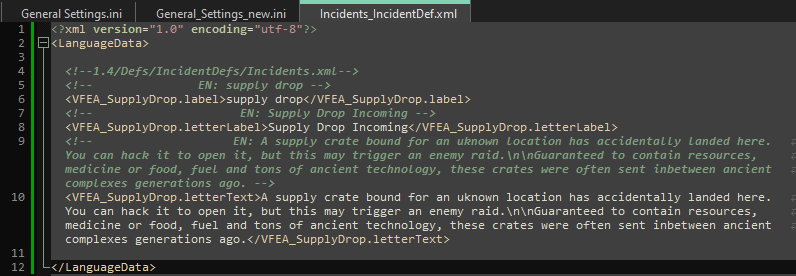 General Settings.ini General_Settings_new.ini Incidents_IncidentDef.xml
1 <?xml version="1.0" encoding="utf-8"?>
2 <LanguageData>
3
4 <!--1.4/Defs/IncidentDefs/Incidents.xml-->
5 <!-- EN: supply drop -->
6 <VFEA_SupplyDrop.label>supply drop</VFEA_SupplyDrop.label>
7 <!-- EN: Supply Drop Incoming -->
8 <VFEA_SupplyDrop.letterLabel>Supply Drop Incoming</VFEA_SupplyDrop.letterLabel>
9 <!-- EN: A supply crate bound for an uknown location has accidentally landed here.
You can hack it to open it, but this may trigger an enemy raid.\n\nGuaranteed to contain resources,
medicine or food, fuel and tons of ancient technology, these crates were often sent inbetween ancient
complexes generations ago. -->
10 <VFEA_SupplyDrop.letterText>A supply crate bound for an uknown location has accidentally landed here.
You can hack it to open it, but this may trigger an enemy raid.\n\nGuaranteed to contain resources,
medicine or food, fuel and tons of ancient technology, these crates were often sent inbetween ancient
complexes generations ago.</VFEA_SupplyDrop.letterText>
11
12 </LanguageData>